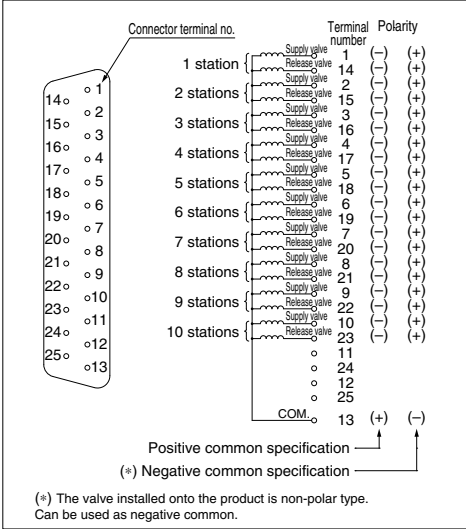 Connector terminal no.
1
2
3
4
5
6
7
8
9
10
11
12
13
14
15
16
17
18
19
20
21
22
23
24
25
Terminal number Polarity
1 station
Supply valve 1 (−) (+)
Release valve 14 (−) (+)
2 stations
Supply valve 2 (−) (+)
Release valve 15 (−) (+)
3 stations
Supply valve 3 (−) (+)
Release valve 16 (−) (+)
4 stations
Supply valve 4 (−) (+)
Release valve 17 (−) (+)
5 stations
Supply valve 5 (−) (+)
Release valve 18 (−) (+)
6 stations
Supply valve 6 (−) (+)
Release valve 19 (−) (+)
7 stations
Supply valve 7 (−) (+)
Release valve 20 (−) (+)
8 stations
Supply valve 8 (−) (+)
Release valve 21 (−) (+)
9 stations
Supply valve 9 (−) (+)
Release valve 22 (−) (+)
10 stations
Supply valve 10 (−) (+)
Release valve 23 (−) (+)
11
24
12
25
COM. 13 (+) (−)
Positive common specification
(∗) Negative common specification
(∗) The valve installed onto the product is non-polar type.
Can be used as negative common.